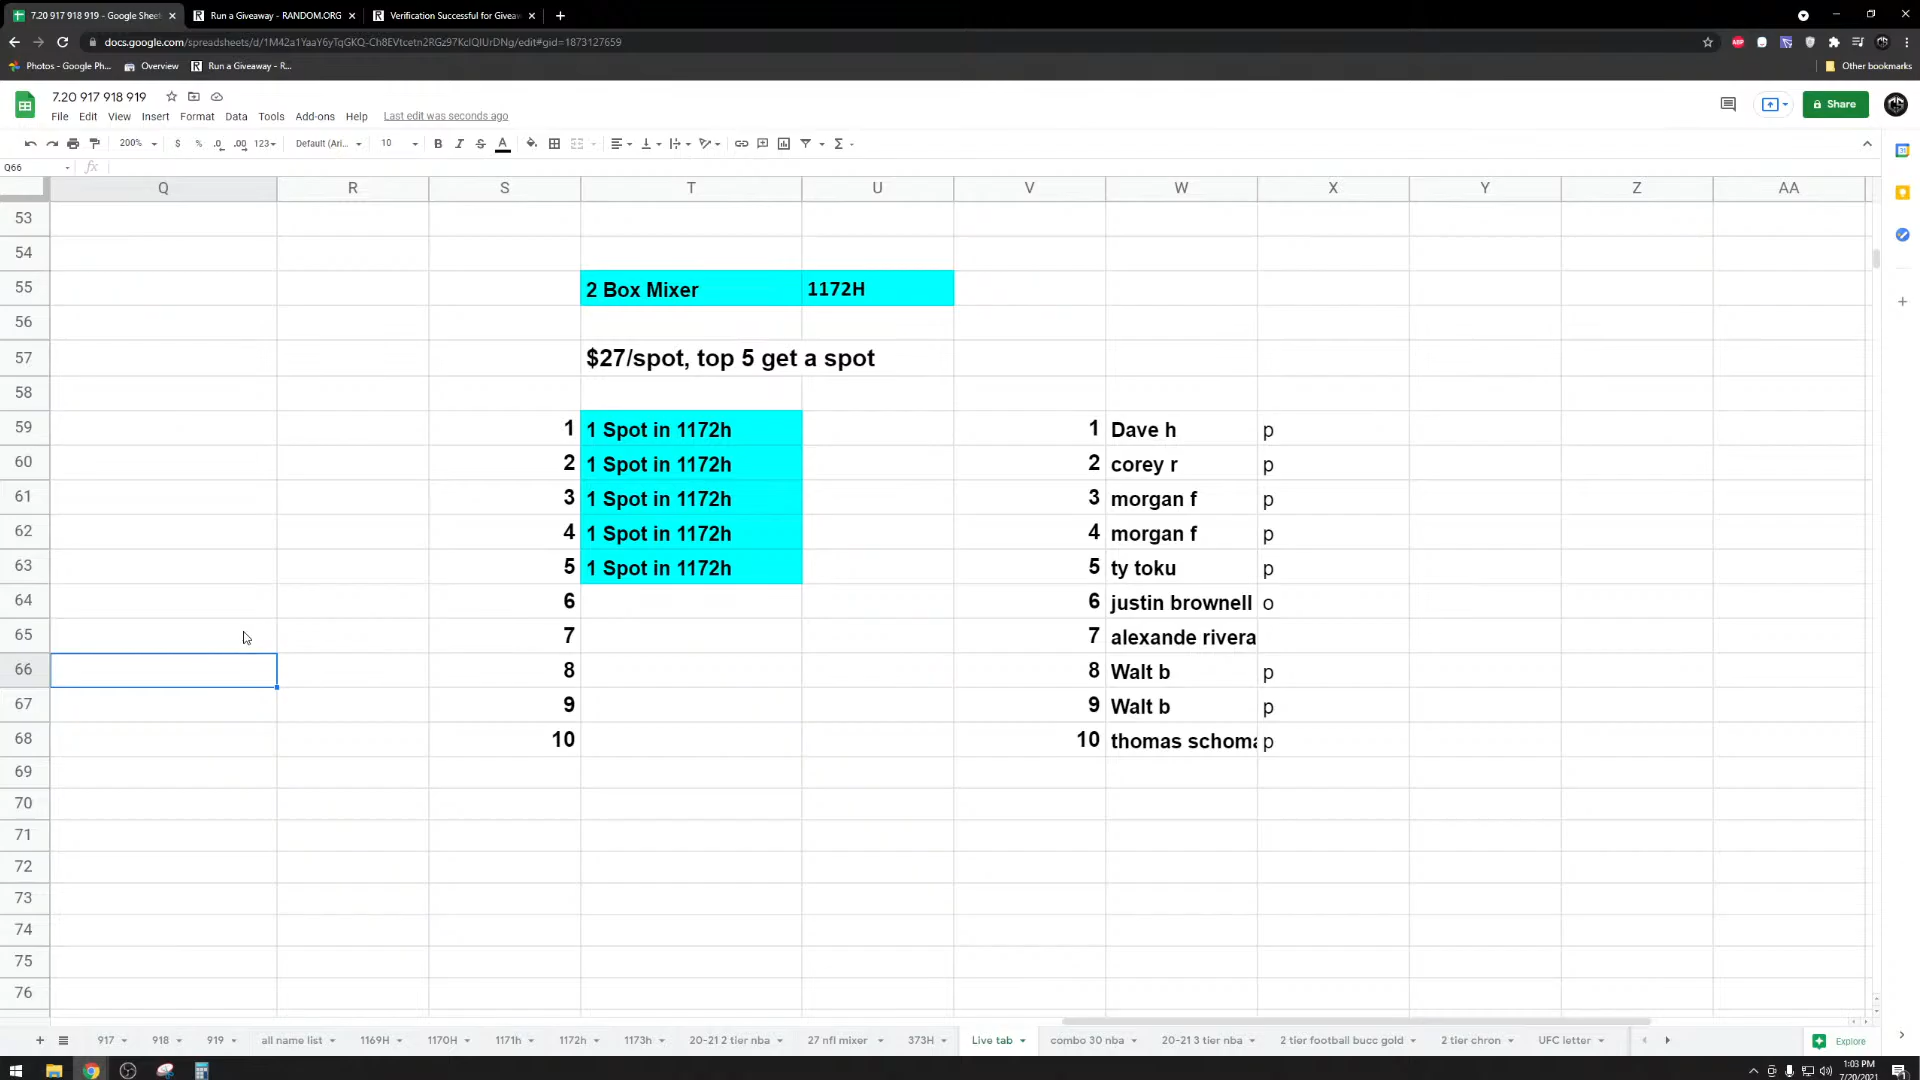 7.20 917 918 919 - Google Sheet
Run a Giveaway - RANDOM.ORG
Verification Successful for Giveaw
docs.google.com/spreadsheets/d/1M42a1YaaY6yTqGKQ-Ch8EVtcetn2RGz97KclQlUrDNg/edit#gid=1873127659
Photos - Google Ph...
Overview
Run a Giveaway - R...
Other bookmarks
7.20 917 918 919
File Edit View Insert Format Data Tools Add-ons Help Last edit was seconds ago
Share
200% $ % .0 .00 123 Default (Ari... 10 B I S A
Q66 fx
Q R S T U V W X Y Z AA
53
54
55 2 Box Mixer 1172H
56
57 $27/spot, top 5 get a spot
58
59 1 1 Spot in 1172h 1 Dave h p
60 2 1 Spot in 1172h 2 corey r p
61 3 1 Spot in 1172h 3 morgan f p
62 4 1 Spot in 1172h 4 morgan f p
63 5 1 Spot in 1172h 5 ty toku p
64 6 6 justin brownell o
65 7 7 alexande rivera
66 8 8 Walt b p
67 9 9 Walt b p
68 10 10 thomas schoma p
69
70
71
72
73
74
75
76
917 918 919 all name list 1169H 1170H 1171h 1172h 1173h 20-21 2 tier nba 27 nfl mixer 373H Live tab combo 30 nba 20-21 3 tier nba 2 tier football bucc gold 2 tier chron UFC letter Explore
1:03 PM
7/20/2021